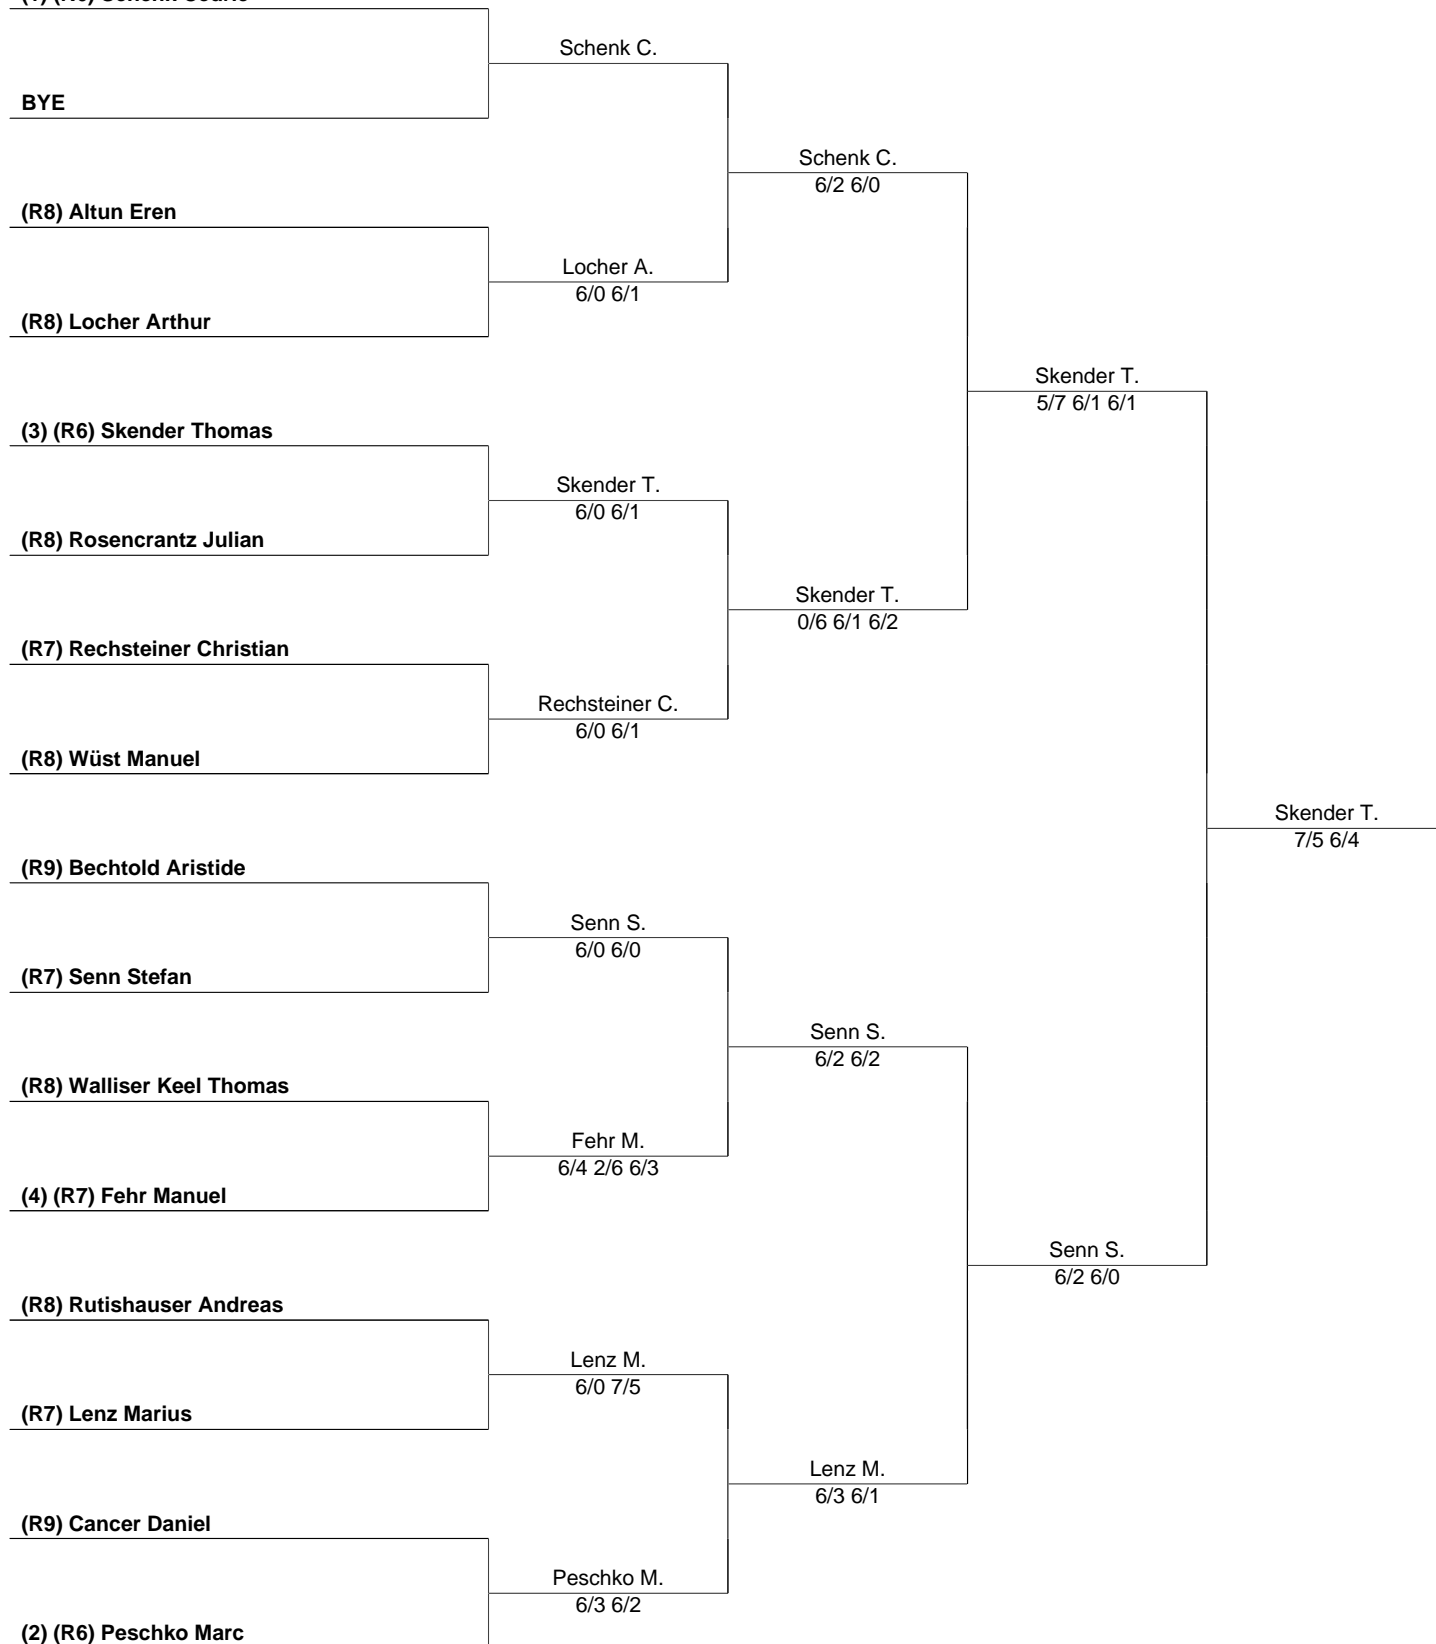 Schenk C.
BYE
Schenk C.
6/2 6/0
(R8) Altun Eren
Locher A.
6/0 6/1
(R8) Locher Arthur
Skender T.
5/7 6/1 6/1
(3) (R6) Skender Thomas
Skender T.
6/0 6/1
(R8) Rosencrantz Julian
Skender T.
0/6 6/1 6/2
(R7) Rechsteiner Christian
Rechsteiner C.
6/0 6/1
(R8) Wüst Manuel
Skender T.
7/5 6/4
(R9) Bechtold Aristide
Senn S.
6/0 6/0
(R7) Senn Stefan
Senn S.
6/2 6/2
(R8) Walliser Keel Thomas
Fehr M.
6/4 2/6 6/3
(4) (R7) Fehr Manuel
Senn S.
6/2 6/0
(R8) Rutishauser Andreas
Lenz M.
6/0 7/5
(R7) Lenz Marius
Lenz M.
6/3 6/1
(R9) Cancer Daniel
Peschko M.
6/3 6/2
(2) (R6) Peschko Marc